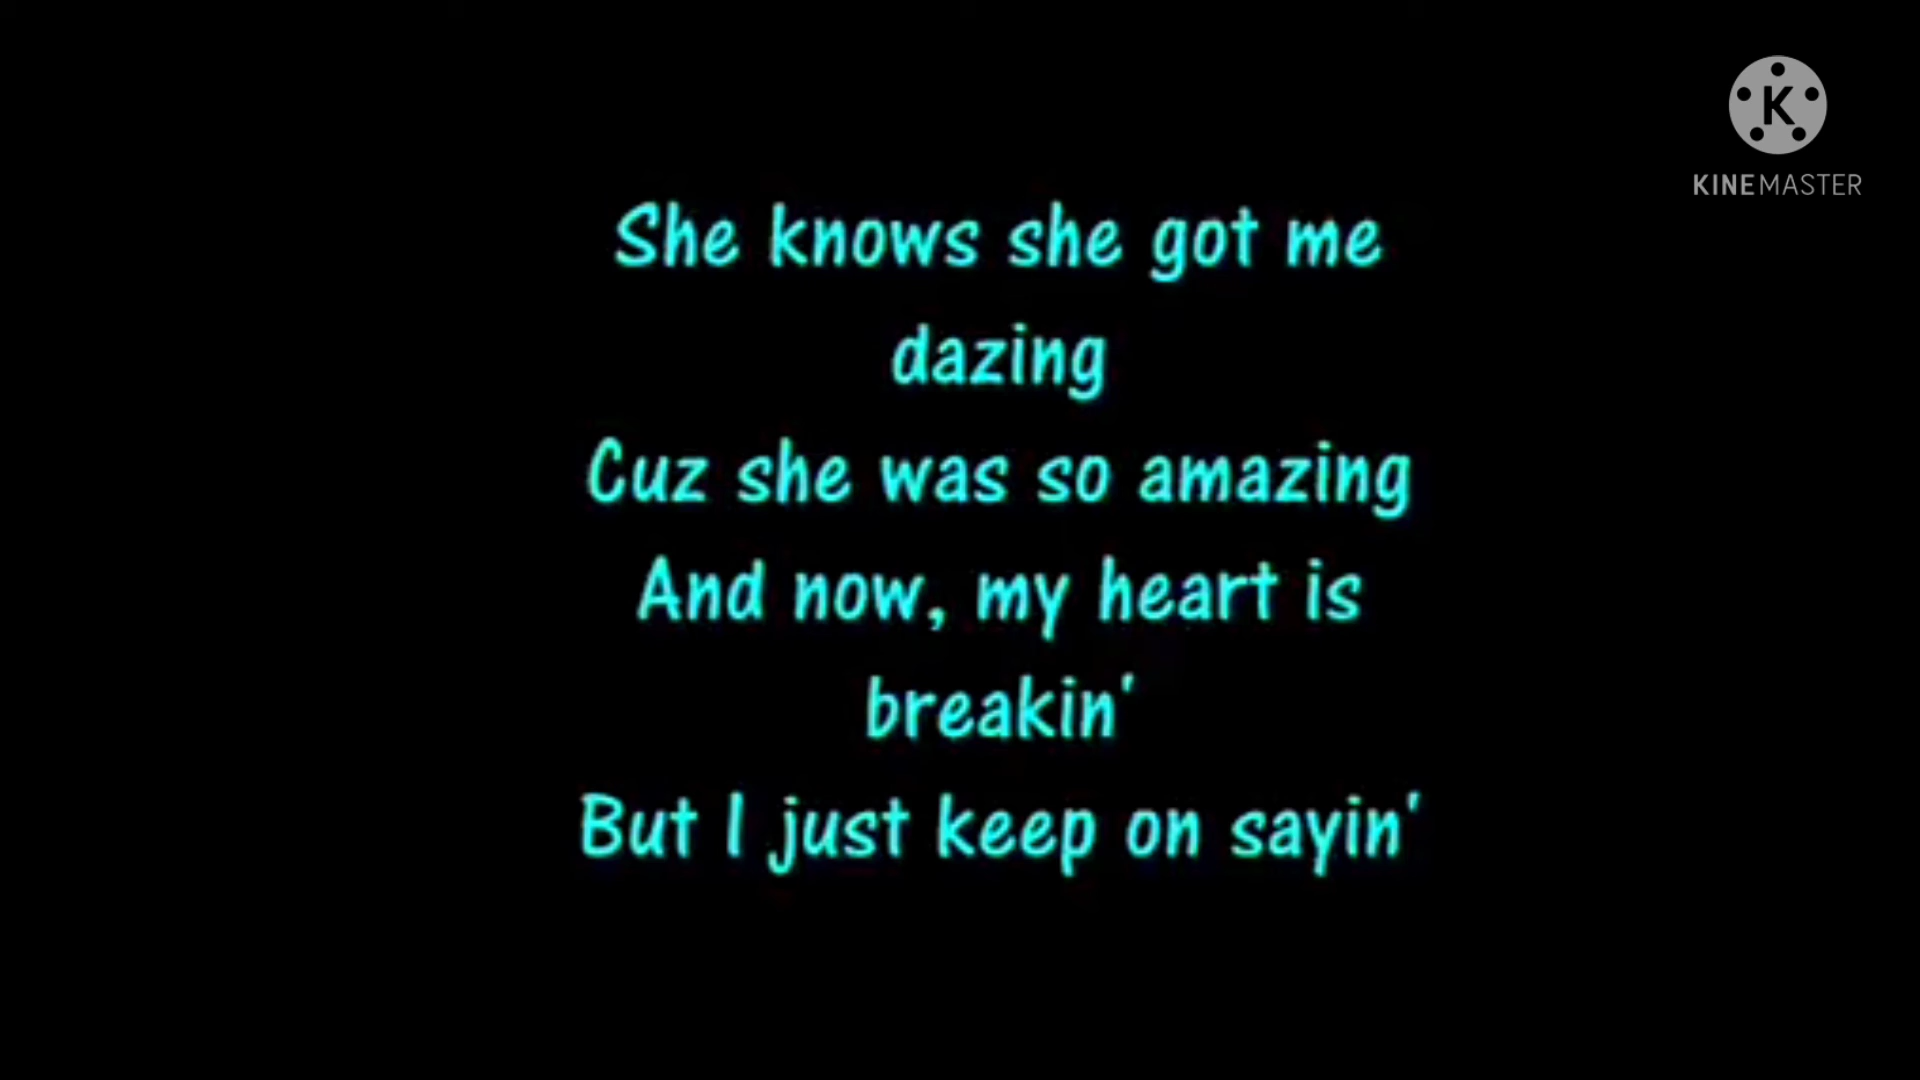 K
KINEMASTER
She knows she got me
dazing
Cuz she was so amazing
And now, my heart is
breakin'
But I just keep on sayin'